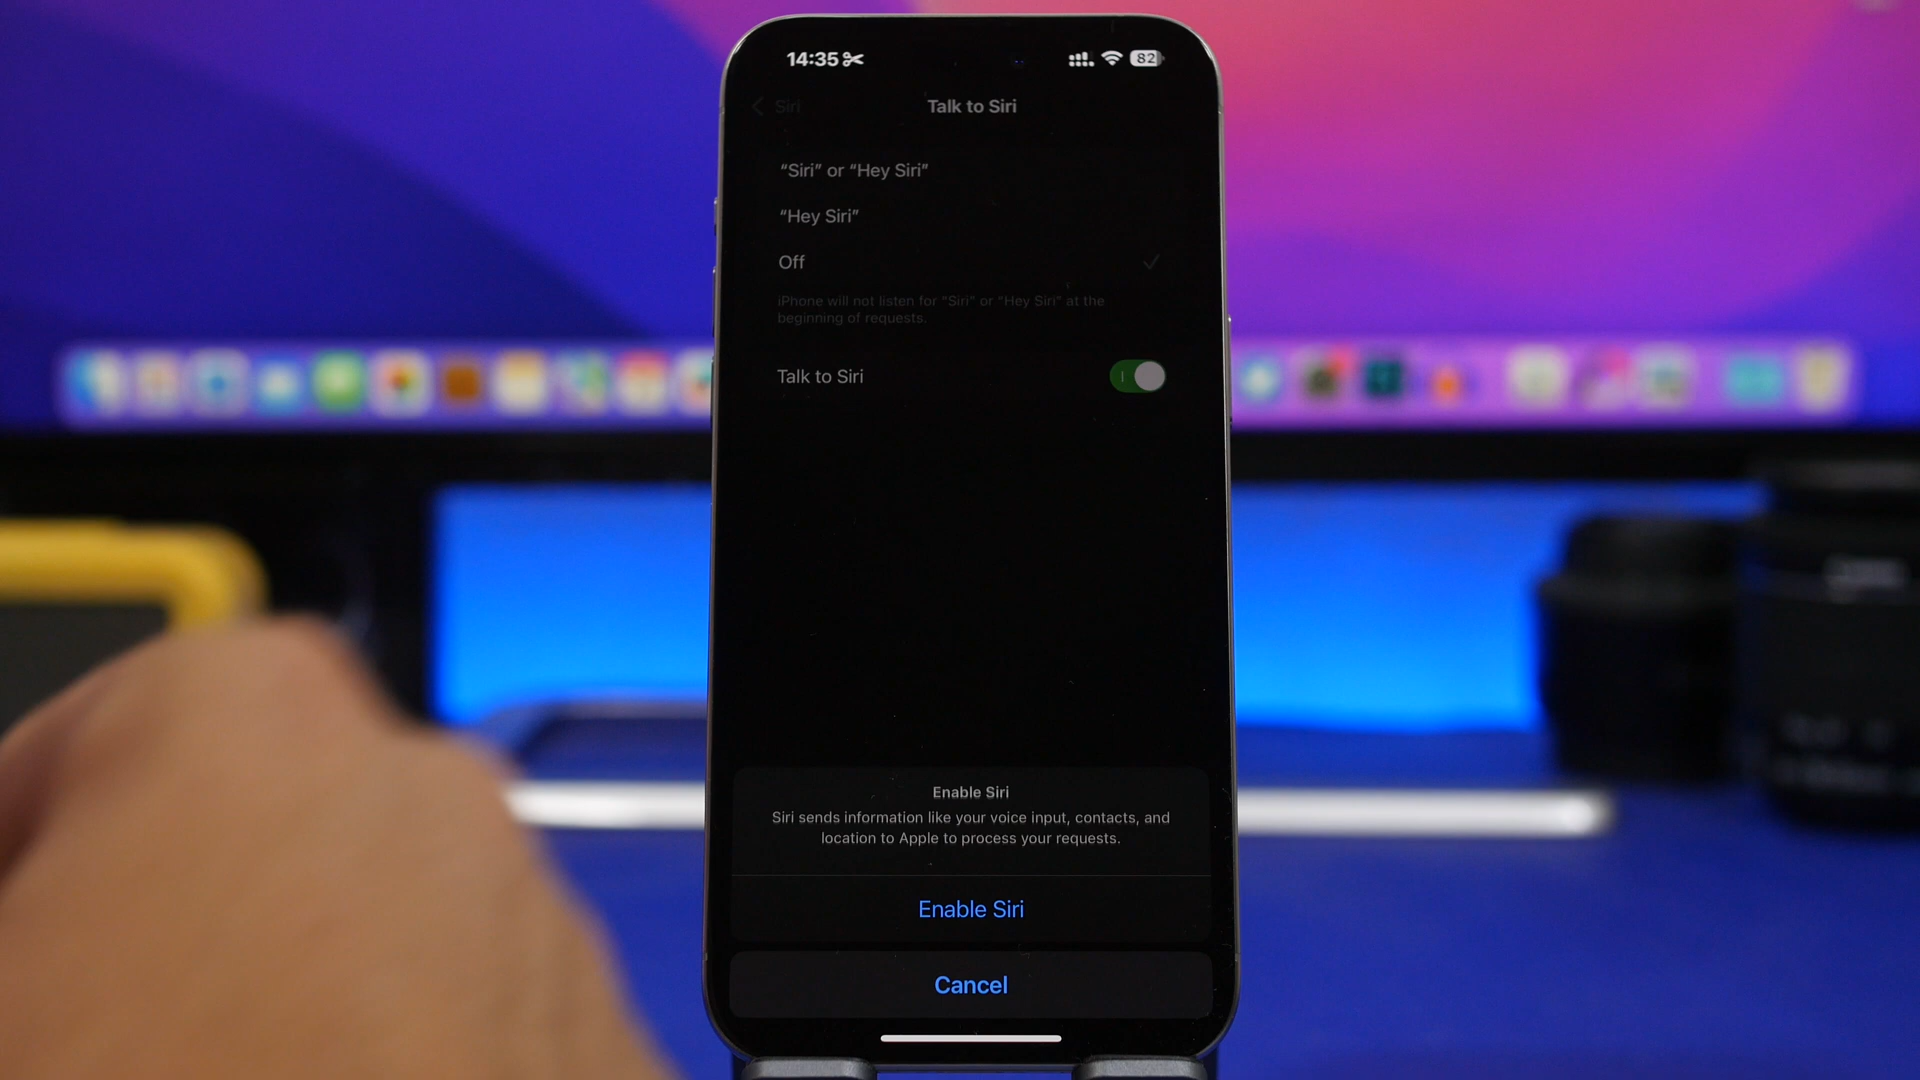 14:35
82
Siri
Talk to Siri
“Siri” or “Hey Siri”
“Hey Siri”
Off
iPhone will not listen for “Siri” or “Hey Siri” at the
beginning of requests.
Talk to Siri
Enable Siri
Siri sends information like your voice input, contacts, and
location to Apple to process your requests.
Enable Siri
Cancel